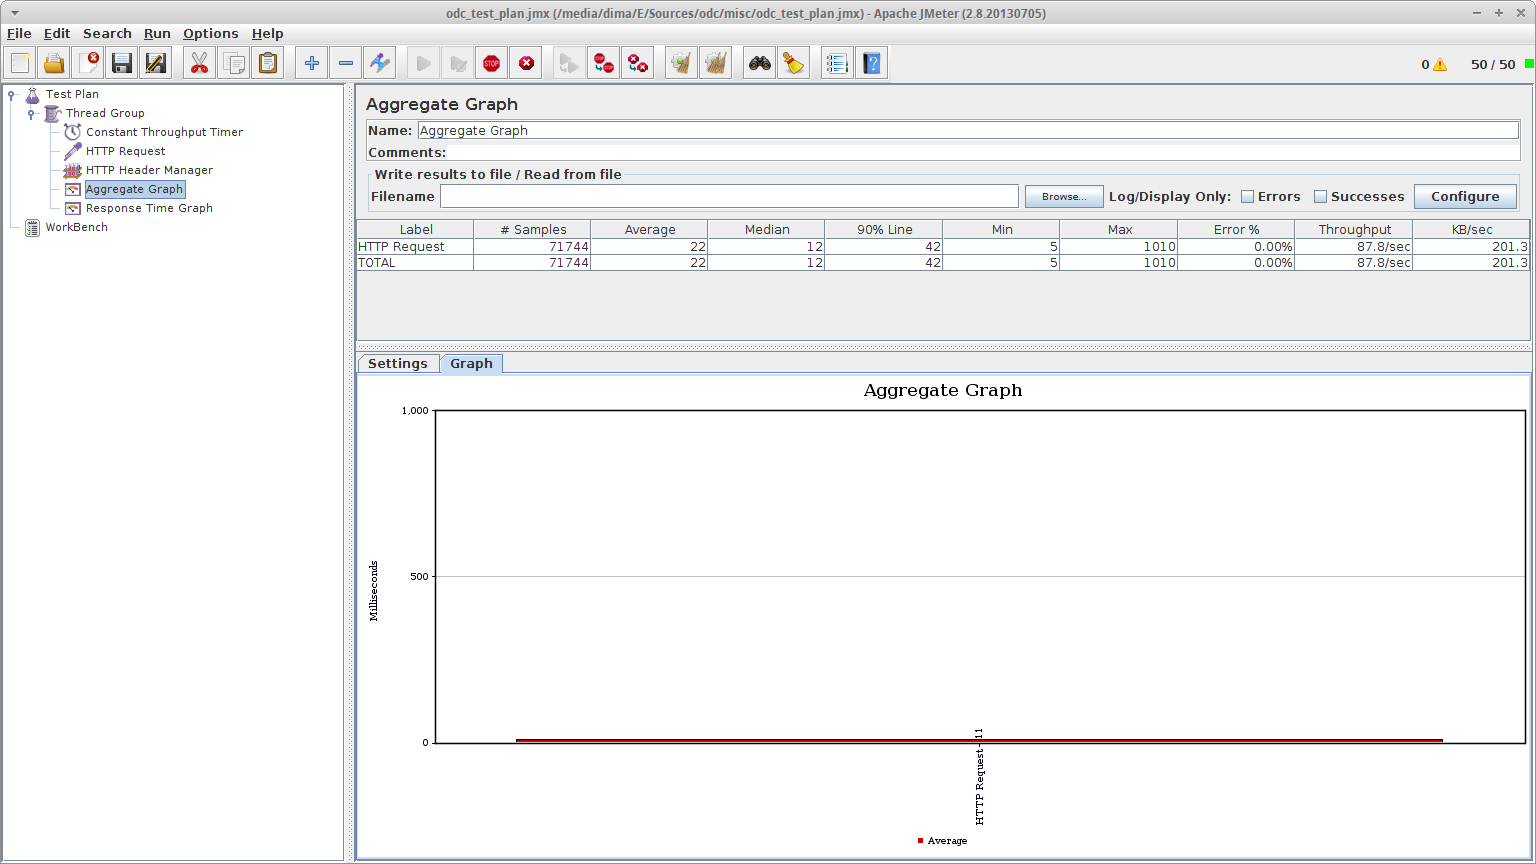 odc_test_plan.jmx (/media/dima/E/Sources/odc/misc/odc_test_plan.jmx) - Apache JMeter (2.8.20130705)
File Edit Search Run Options Help
0 50 / 50
Test Plan
Thread Group
Constant Throughput Timer
HTTP Request
HTTP Header Manager
Aggregate Graph
Response Time Graph
WorkBench
Aggregate Graph
Name: Aggregate Graph
Comments:
Write results to file / Read from file
Filename Browse... Log/Display Only: Errors Successes Configure
Label # Samples Average Median 90% Line Min Max Error % Throughput KB/sec
HTTP Request 71744 22 12 42 5 1010 0.00% 87.8/sec 201.3
TOTAL 71744 22 12 42 5 1010 0.00% 87.8/sec 201.3
Settings Graph
Aggregate Graph
1,000
500
0
Milliseconds
HTTP Request 11
Average